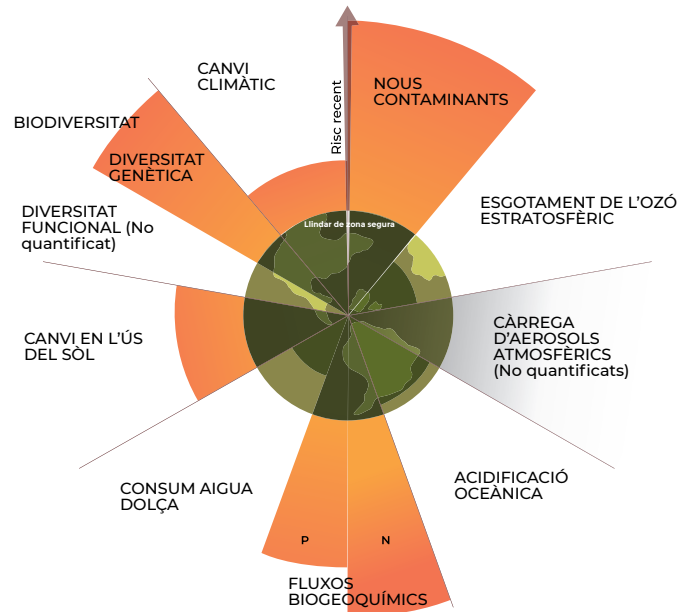 CANVI
CLIMÀTIC
Risc recent
NOUS
CONTAMINANTS
BIODIVERSITAT
DIVERSITAT
GENÈTICA
DIVERSITAT
FUNCIONAL (No
quantificat)
ESGOTAMENT DE L'OZÓ
ESTRATOSFÈRIC
Llindar de zona segura
CANVI EN L'ÚS
DEL SÒL
CÀRREGA
D'AEROSOLS
ATMOSFÈRICS
(No quantificats)
CONSUM AIGUA
DOLÇA
ACIDIFICACIÓ
OCEÀNICA
P
N
FLUXOS
BIOGEOQUÍMICS